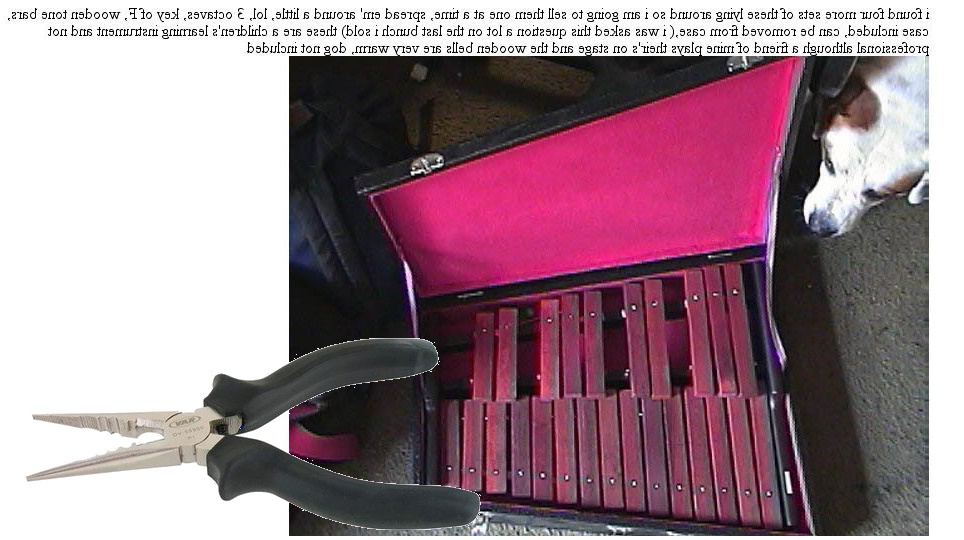 i found four more sets of these lying around so i am going to sell them one at a time, spread em' around a little, lol, 3 octaves, key of F, wooden tone bars,
case included, can be removed from case,( i was asked this question a lot on the last bunch i sold) these are a children's learning instrument and not
professional although a friend of mine plays their's on stage and the wooden bells are very warm, dog not included